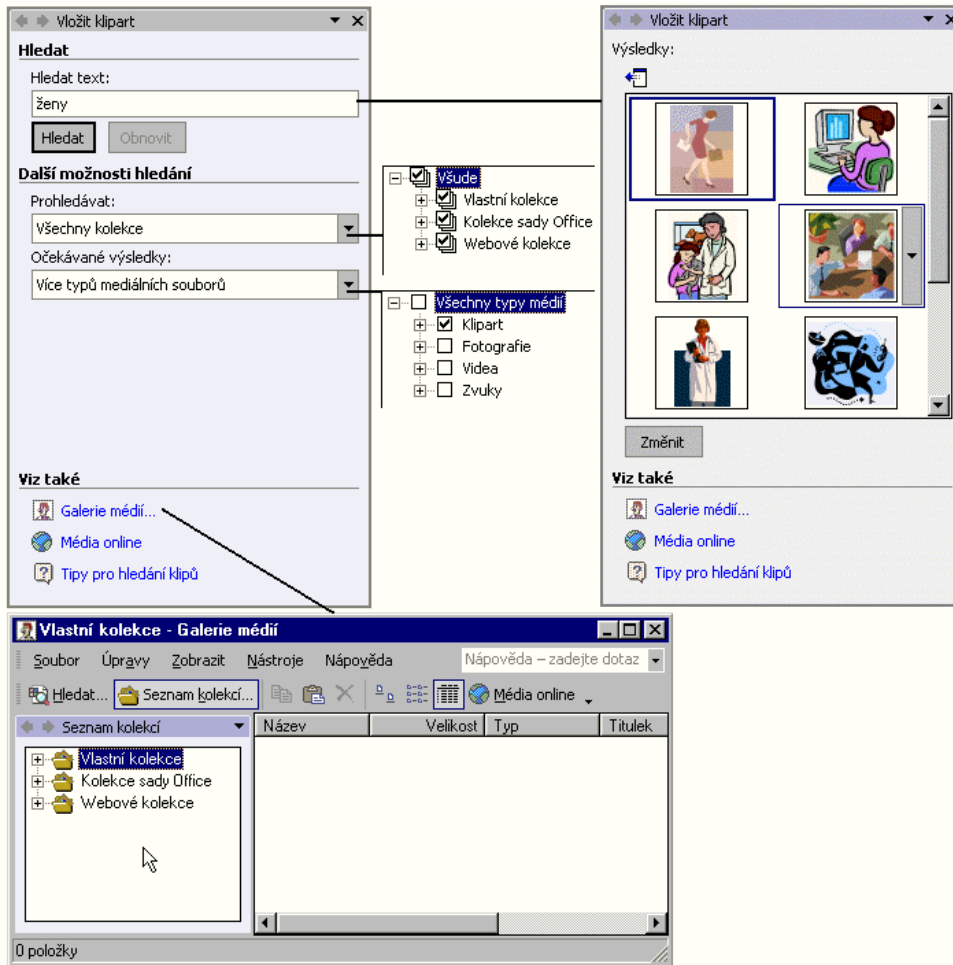 Vložit klipart
Hledat
Hledat text:
ženy
Hledat
Obnovit
Další možnosti hledání
Prohledávat:
Všechny kolekce
Očekávané výsledky:
Více typů mediálních souborů
Viz také
Galerie médií...
Média online
Tipy pro hledání klipů
Všude
Vlastní kolekce
Kolekce sady Office
Webové kolekce
Všechny typy médií
Klipart
Fotografie
Videa
Zvuky
Vložit klipart
Výsledky:
Změnit
Viz také
Galerie médií...
Média online
Tipy pro hledání klipů
Vlastní kolekce - Galerie médií
Soubor Úpravy Zobrazit Nástroje Nápověda Nápověda – zadejte dotaz
Hledat... Seznam kolekcí... Média online
Seznam kolekcí
Název Velikost Typ Titulek
Vlastní kolekce
Kolekce sady Office
Webové kolekce
0 položky